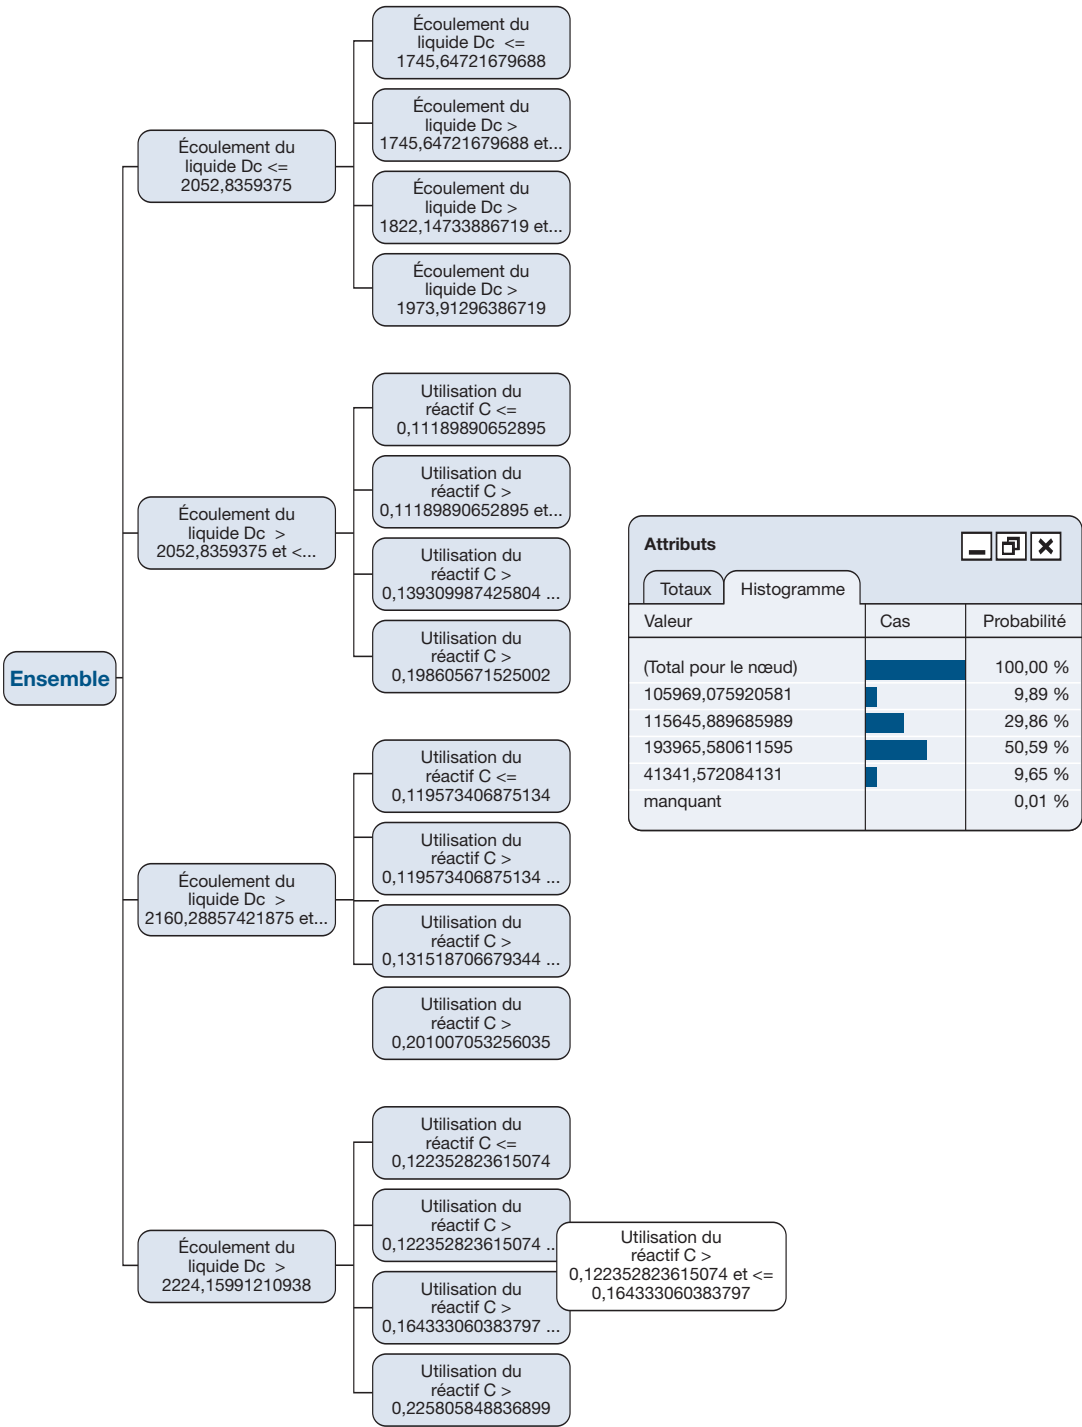 Écoulement du
liquide Dc <=
1745,64721679688
Écoulement du
liquide Dc >
1745,64721679688 et...
Écoulement du
liquide Dc <=
2052,8359375
Écoulement du
liquide Dc >
1822,14733886719 et...
Écoulement du
liquide Dc >
1973,91296386719
Utilisation du
réactif C <=
0,11189890652895
Utilisation du
réactif C >
0,11189890652895 et...
Écoulement du
liquide Dc >
2052,8359375 et <...
Utilisation du
réactif C >
0,139309987425804 ...
Utilisation du
réactif C >
0,198605671525002
Ensemble
Attributs
Totaux
Histogramme
Valeur Cas Probabilité
(Total pour le nœud) 100,00 %
105969,075920581 9,89 %
115645,889685989 29,86 %
193965,580611595 50,59 %
41341,572084131 9,65 %
manquant 0,01 %
Utilisation du
réactif C <=
0,119573406875134
Utilisation du
réactif C >
0,119573406875134 ...
Écoulement du
liquide Dc >
2160,28857421875 et...
Utilisation du
réactif C >
0,131518706679344 ...
Utilisation du
réactif C >
0,201007053256035
Utilisation du
réactif C <=
0,122352823615074
Utilisation du
réactif C >
0,122352823615074 ..
Utilisation du
réactif C >
0,122352823615074 et <=
0,164333060383797
Écoulement du
liquide Dc >
2224,15991210938
Utilisation du
réactif C >
0,164333060383797 ...
Utilisation du
réactif C >
0,225805848836899